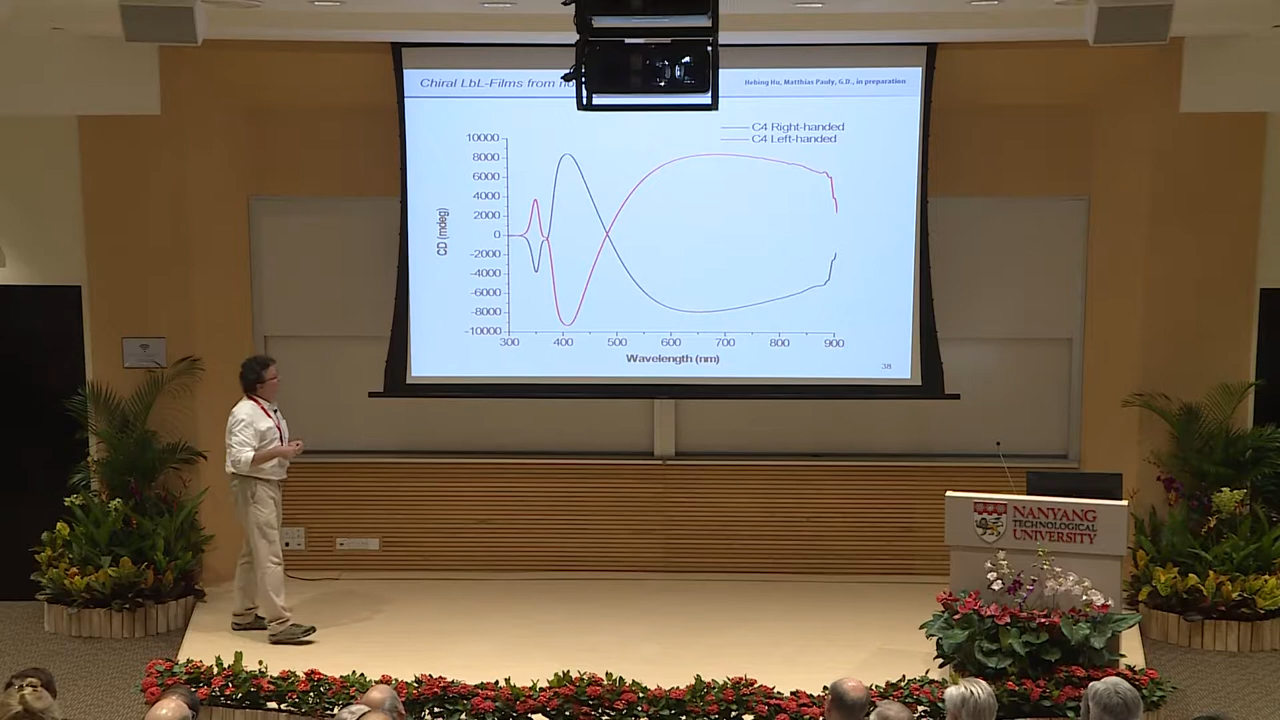 Chiral LbL-Films from
Hebing Hu, Matthias Pauly, G.D., in preparation
C4 Right-handed
C4 Left-handed
10000
8000
6000
4000
2000
0
-2000
-4000
-6000
-8000
-10000
CD (mdeg)
300 400 500 600 700 800 900
Wavelength (nm)
38
NANYANG
TECHNOLOGICAL
UNIVERSITY